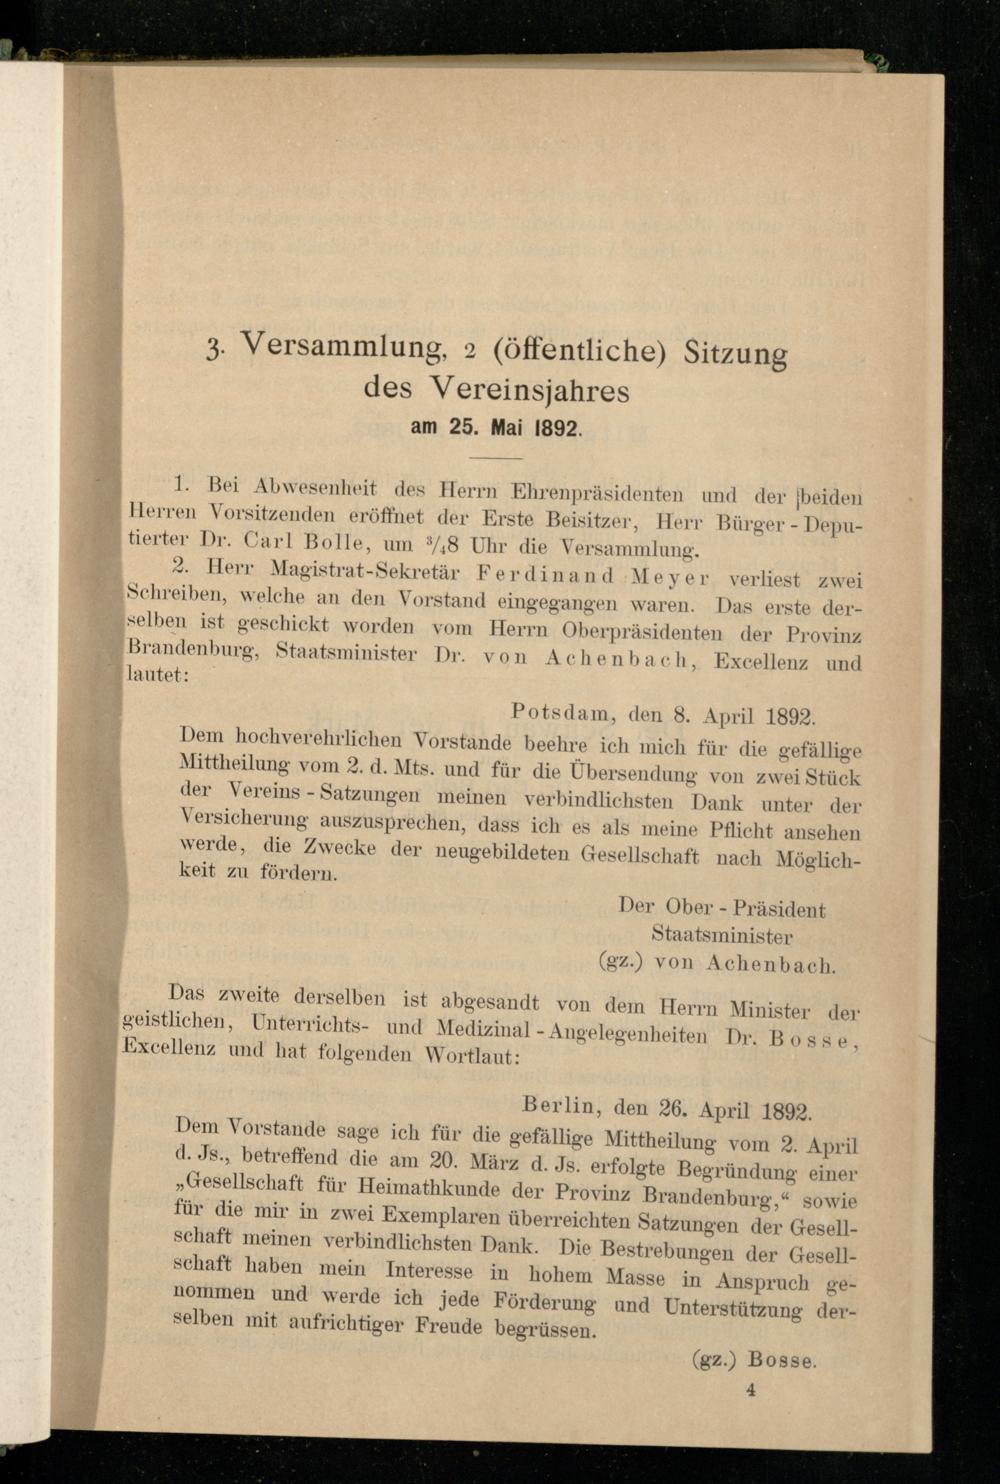 3. Versammlung, 2 (öffentliche) Sitzung
des Vereinsjahres
am 25. Mai 1892.
1. Bei Abwesenheit des Herrn Ehrenpräsidenten und der |beiden
Herren Vorsitzenden eröffnet der Erste Beisitzer, Herr Bürger-Depu-
tierter Dr. Carl Bolle, um ³/₄8 Uhr die Versammlung.
2. Herr Magistrat-Sekretär Ferdinand Meyer verliest zwei
Schreiben, welche an den Vorstand eingegangen waren. Das erste der-
selben ist geschickt worden vom Herrn Oberpräsidenten der Provinz
Brandenburg, Staatsminister Dr. von Achenbach, Excellenz und
lautet:
Potsdam, den 8. April 1892.
Dem hochverehrlichen Vorstande beehre ich mich für die gefällige
Mittheilung vom 2. d. Mts. und für die Übersendung von zwei Stück
der Vereins-Satzungen meinen verbindlichsten Dank unter der
Versicherung auszusprechen, dass ich es als meine Pflicht ansehen
werde, die Zwecke der neugebildeten Gesellschaft nach Möglich-
keit zu fördern.
Der Ober-Präsident
Staatsminister
(gz.) von Achenbach.
Das zweite derselben ist abgesandt von dem Herrn Minister der
geistlichen, Unterrichts- und Medizinal-Angelegenheiten Dr. Bosse,
Excellenz und hat folgenden Wortlaut:
Berlin, den 26. April 1892.
Dem Vorstande sage ich für die gefällige Mittheilung vom 2. April
d. Js., betreffend die am 20. März d. Js. erfolgte Begründung einer
„Gesellschaft für Heimathkunde der Provinz Brandenburg,“ sowie
für die mir in zwei Exemplaren überreichten Satzungen der Gesell-
schaft meinen verbindlichsten Dank. Die Bestrebungen der Gesell-
schaft haben mein Interesse in hohem Masse in Anspruch ge-
nommen und werde ich jede Förderung und Unterstützung der-
selben mit aufrichtiger Freude begrüssen.
(gz.) Bosse.
4